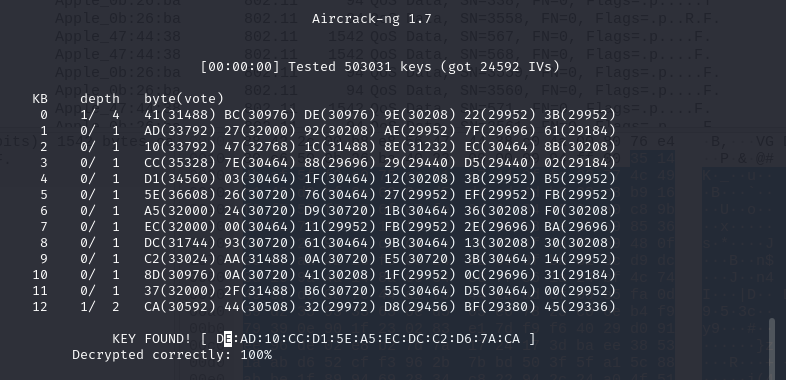 Aircrack-ng 1.7
[00:00:00] Tested 503031 keys (got 24592 IVs)
KB depth byte(vote)
0 1/ 4 41(31488) BC(30976) DE(30976) 9E(30208) 22(29952) 3B(29952)
1 0/ 1 AD(33792) 27(32000) 92(30208) AE(29952) 7F(29696) 61(29184)
2 0/ 1 10(33792) 47(32768) 1C(31488) 8E(31232) EC(30464) 8B(30208)
3 0/ 1 CC(35328) 7E(30464) 88(29696) 29(29440) D5(29440) 02(29184)
4 0/ 1 D1(34560) 03(30464) 1F(30464) 12(30208) 3B(29952) B5(29952)
5 0/ 1 5E(36608) 26(30720) 76(30464) 27(29952) EF(29952) FB(29952)
6 0/ 1 A5(32000) 24(30720) D9(30720) 1B(30464) 36(30208) F0(30208)
7 0/ 1 EC(32000) 00(30464) 11(29952) FB(29952) 2E(29696) BA(29696)
8 0/ 1 DC(31744) 93(30720) 61(30464) 9B(30464) 13(30208) 30(30208)
9 0/ 1 C2(33024) AA(31488) 0A(30720) E5(30720) 3B(30464) 14(29952)
10 0/ 1 8D(30976) 0A(30720) 41(30208) 1F(29952) 0C(29696) 31(29184)
11 0/ 1 37(32000) 2F(31488) B6(30720) 55(30464) D5(30464) 00(29952)
12 1/ 2 CA(30592) 44(30508) 32(29972) D8(29456) BF(29380) 45(29336)
KEY FOUND! [ DE:AD:10:CC:D1:5E:A5:EC:DC:C2:D6:7A:CA ]
Decrypted correctly: 100%